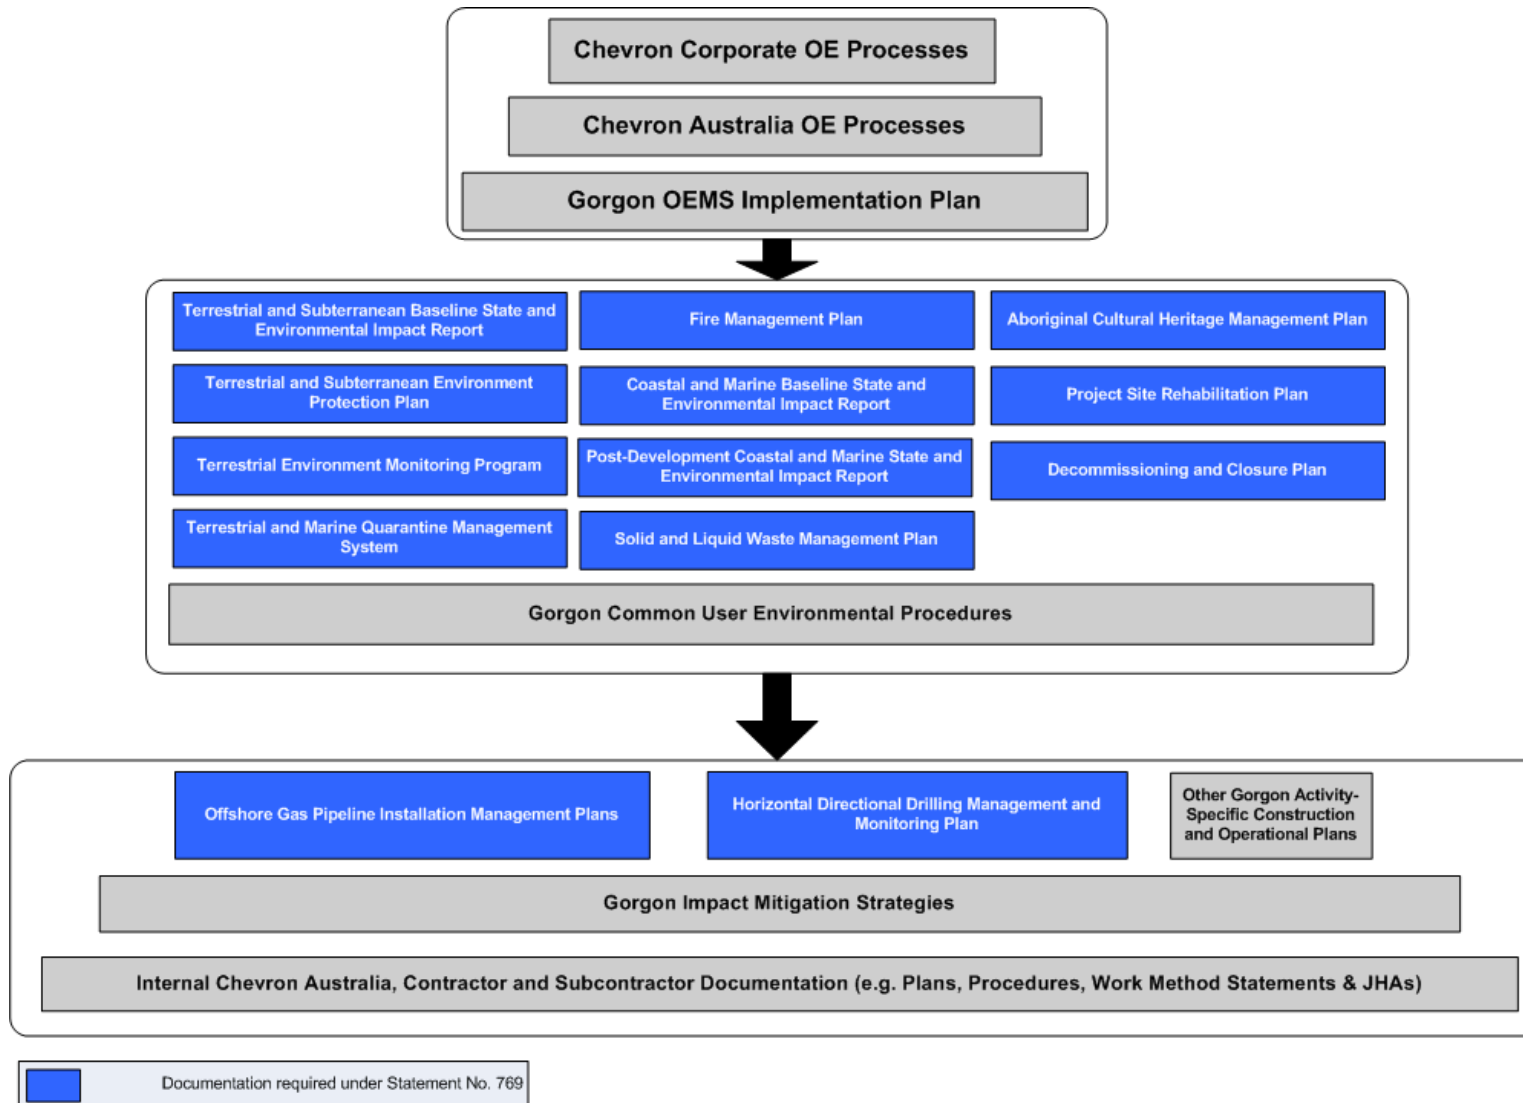 Chevron Corporate OE Processes
Chevron Australia OE Processes
Gorgon OEMS Implementation Plan
Terrestrial and Subterranean Baseline State and
Environmental Impact Report
Fire Management Plan
Aboriginal Cultural Heritage Management Plan
Terrestrial and Subterranean Environment
Protection Plan
Coastal and Marine Baseline State and
Environmental Impact Report
Project Site Rehabilitation Plan
Terrestrial Environment Monitoring Program
Post-Development Coastal and Marine State and
Environmental Impact Report
Decommissioning and Closure Plan
Terrestrial and Marine Quarantine Management
System
Solid and Liquid Waste Management Plan
Gorgon Common User Environmental Procedures
Offshore Gas Pipeline Installation Management Plans
Horizontal Directional Drilling Management and
Monitoring Plan
Other Gorgon Activity-
Specific Construction
and Operational Plans
Gorgon Impact Mitigation Strategies
Internal Chevron Australia, Contractor and Subcontractor Documentation (e.g. Plans, Procedures, Work Method Statements & JHAs)
Documentation required under Statement No. 769